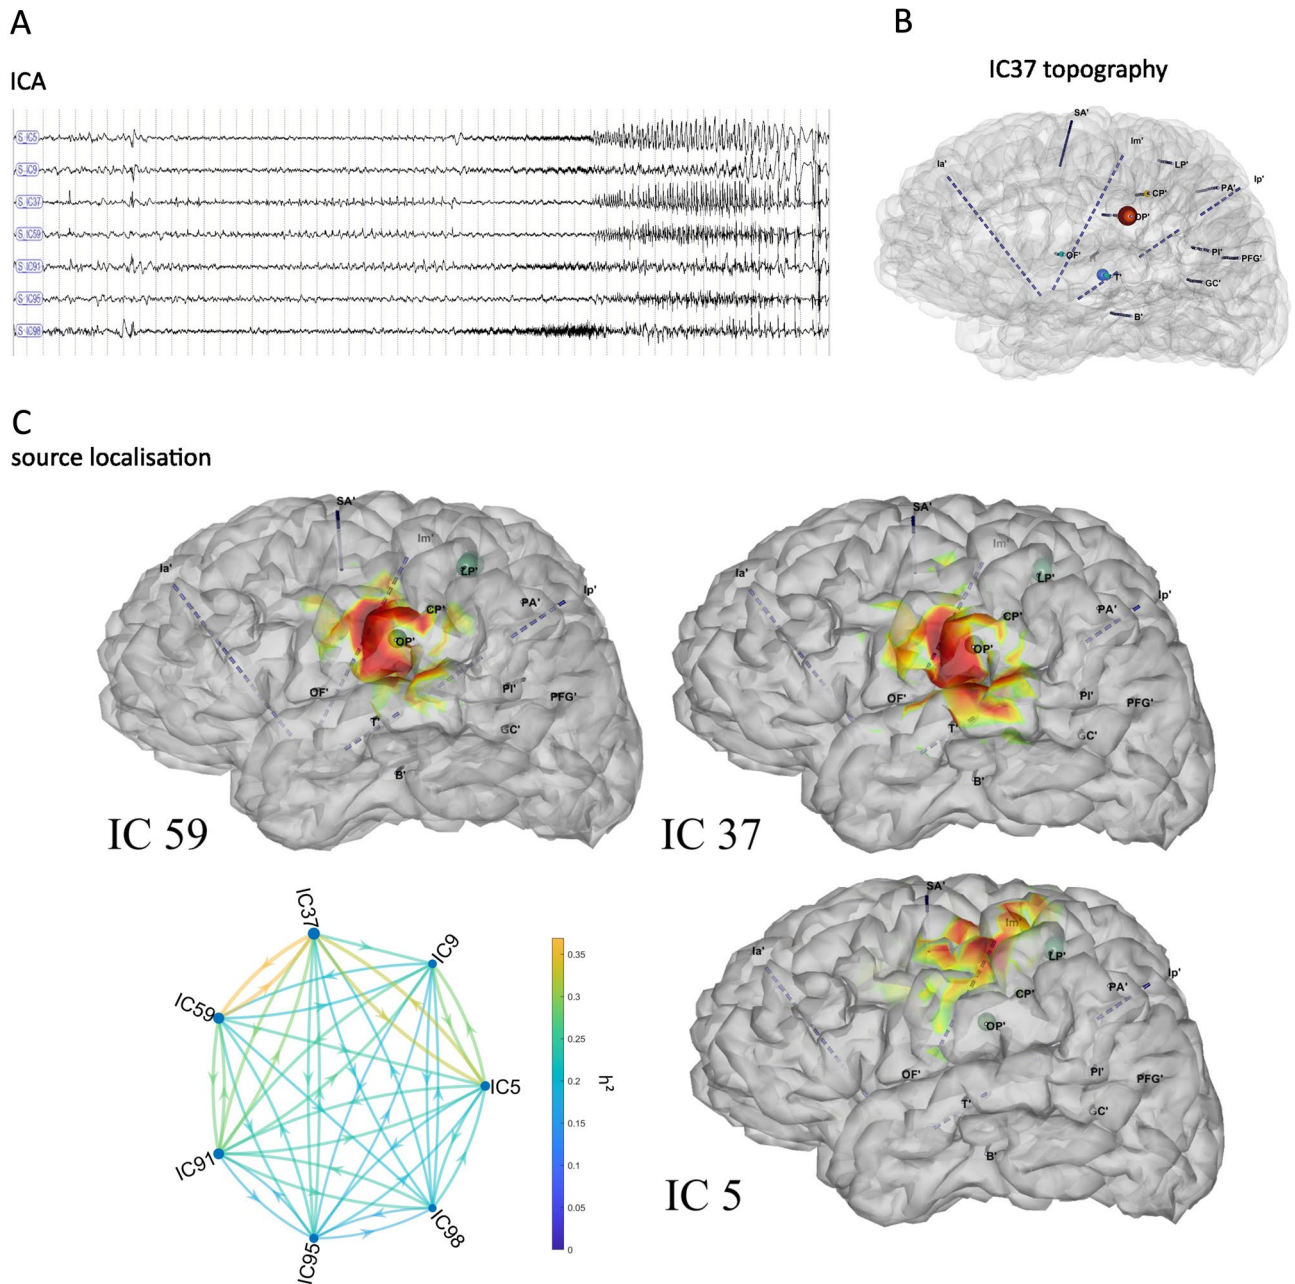 A
B
ICA
IC37 topography
S_IC5
S_IC9
S_IC37
S_IC59
S_IC91
S_IC95
S_IC98
SA'
Im'
Ia'
LP'
Ip'
PA'
CP'
OP'
OF'
PI'
PFG'
T'
GC'
B'
C
source localisation
SA'
Im'
Ia'
LP'
Ip'
PA'
CP'
OP'
OF'
PI'
PFG'
T'
GC'
B'
IC 59
SA'
Im'
Ia'
LP'
Ip'
PA'
CP'
OP'
OF'
PI'
PFG'
T'
GC'
B'
IC 37
IC37
IC9
IC59
IC5
IC91
IC98
IC95
0.35
0.3
0.25
0.2
0.15
0.1
0.05
0
h²
SA'
Im'
Ia'
LP'
Ip'
PA'
CP'
OP'
OF'
PI'
PFG'
T'
GC'
B'
IC 5